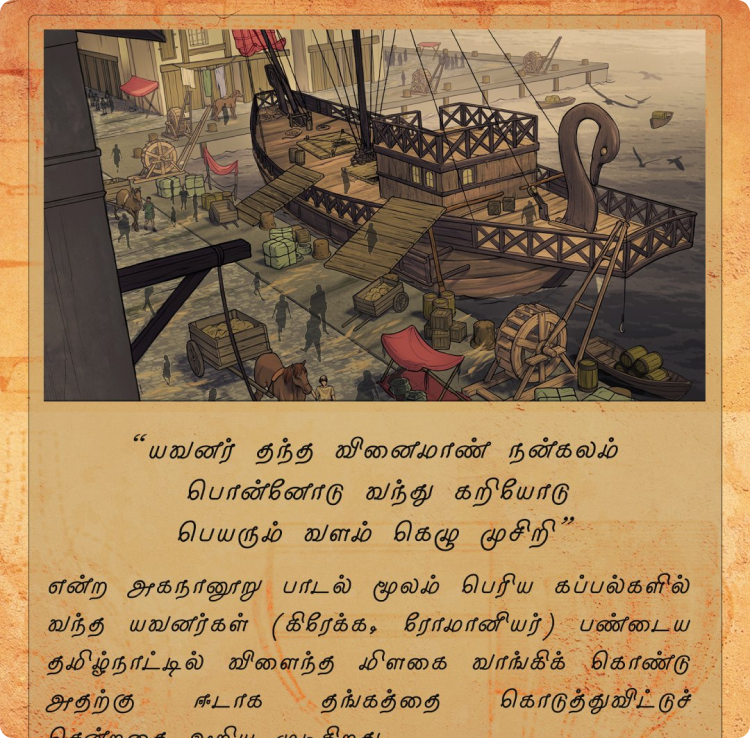 “யவனர் தந்த வினைமாண் நன்கலம்
பொன்னோடு வந்து கறியோடு
பெயரும் வளம் கெழு முசிறி”
என்ற அகநானூறு பாடல் மூலம் பெரிய கப்பல்களில்
வந்த யவனர்கள் (கிரேக்க, ரோமானியர்) பண்டைய
தமிழ்நாட்டில் விளைந்த மிளகை வாங்கிக் கொண்டு
அதற்கு ஈடாக தங்கத்தை கொடுத்துவிட்டுச்